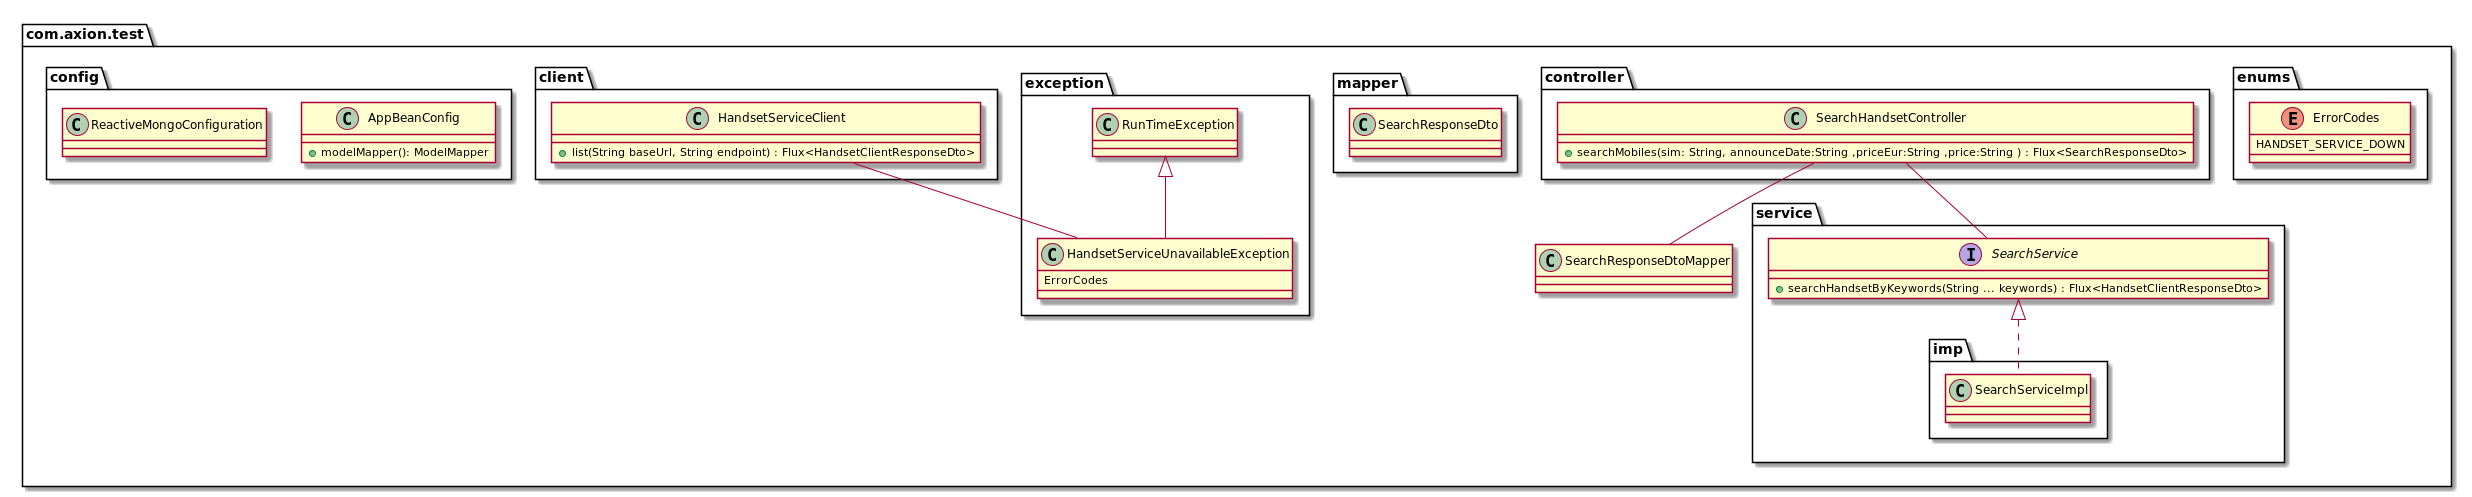 com.axion.test
config
C ReactiveMongoConfiguration
C AppBeanConfig
modelMapper(): ModelMapper
client
C HandsetServiceClient
list(String baseUrl, String endpoint) : Flux<HandsetClientResponseDto>
exception
C RunTimeException
C HandsetServiceUnavailableException
ErrorCodes
mapper
C SearchResponseDto
controller
C SearchHandsetController
searchMobiles(sim: String, announceDate:String ,priceEur:String ,price:String ) : Flux<SearchResponseDto>
enums
E ErrorCodes
HANDSET_SERVICE_DOWN
C SearchResponseDtoMapper
service
I SearchService
searchHandsetByKeywords(String ... keywords) : Flux<HandsetClientResponseDto>
imp
C SearchServiceImpl